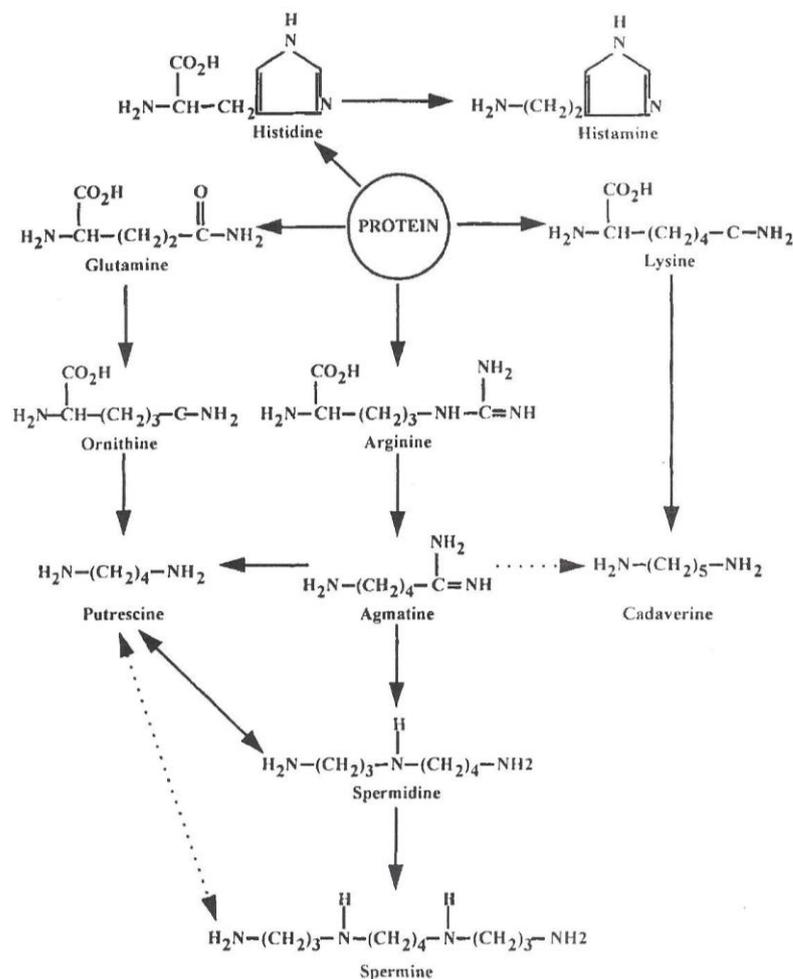 H
N
CO₂H
H₂N—CH—CH₂
N
Histidine
H
N
H₂N—(CH₂)₂
N
Histamine
CO₂H
O
H₂N—CH—(CH₂)₂—C—NH₂
Glutamine
PROTEIN
CO₂H
H₂N—CH—(CH₂)₄—C—NH₂
Lysine
CO₂H
H₂N—CH—(CH₂)₃—C—NH₂
Ornithine
CO₂H
NH₂
H₂N—CH—(CH₂)₃—NH—C=NH
Arginine
H₂N—(CH₂)₄—NH₂
Putrescine
NH₂
H₂N—(CH₂)₄—C=NH
Agmatine
H₂N—(CH₂)₅—NH₂
Cadaverine
H
H₂N—(CH₂)₃—N—(CH₂)₄—NH2
Spermidine
H
H
H₂N—(CH₂)₃—N—(CH₂)₄—N—(CH₂)₃—NH2
Spermine